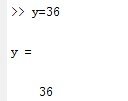 >> y=36
y =
36